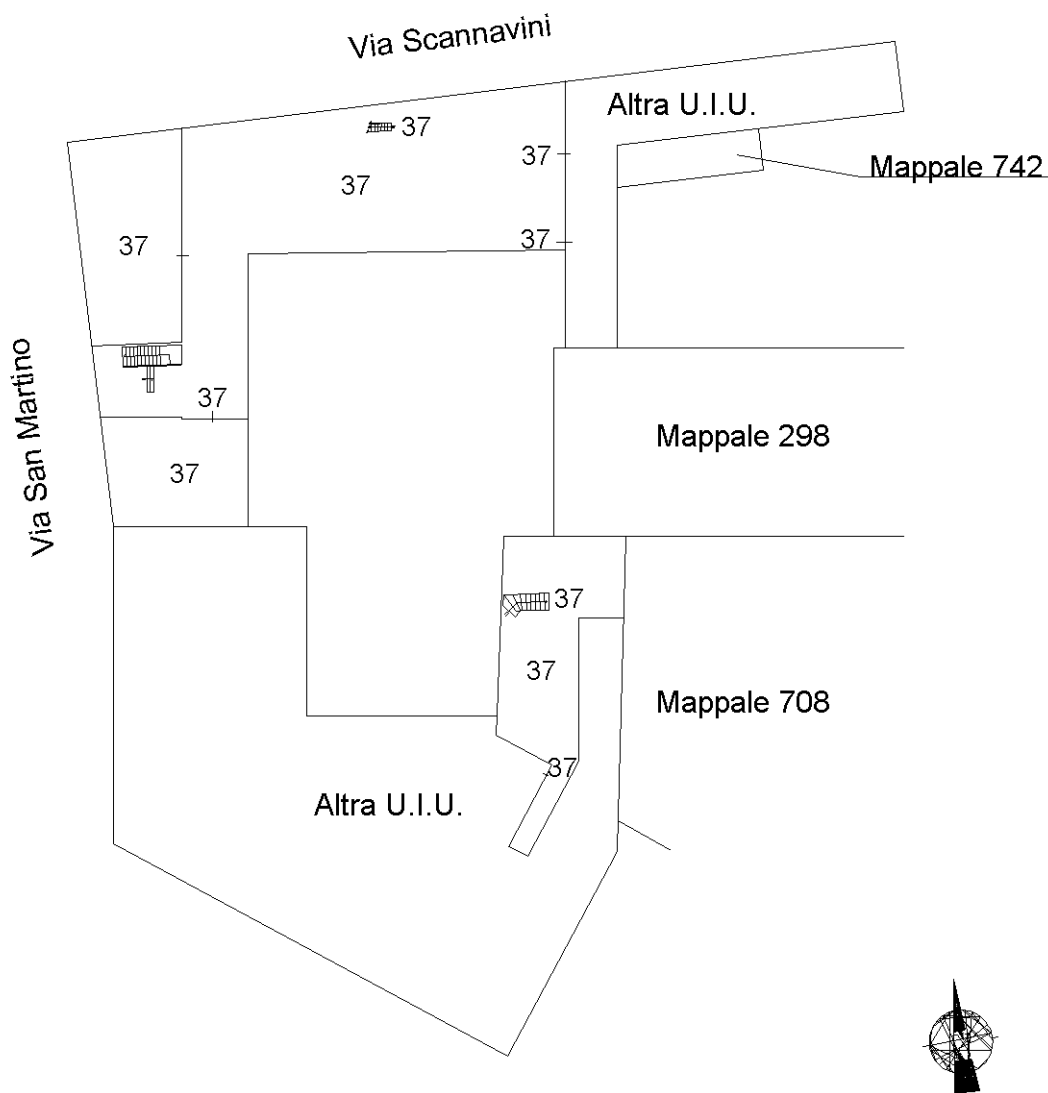 Via Scannavini
Altra U.I.U.
37
37
37
Mappale 742
37
37
Via San Martino
37
Mappale 298
37
37
37
Mappale 708
37
Altra U.I.U.